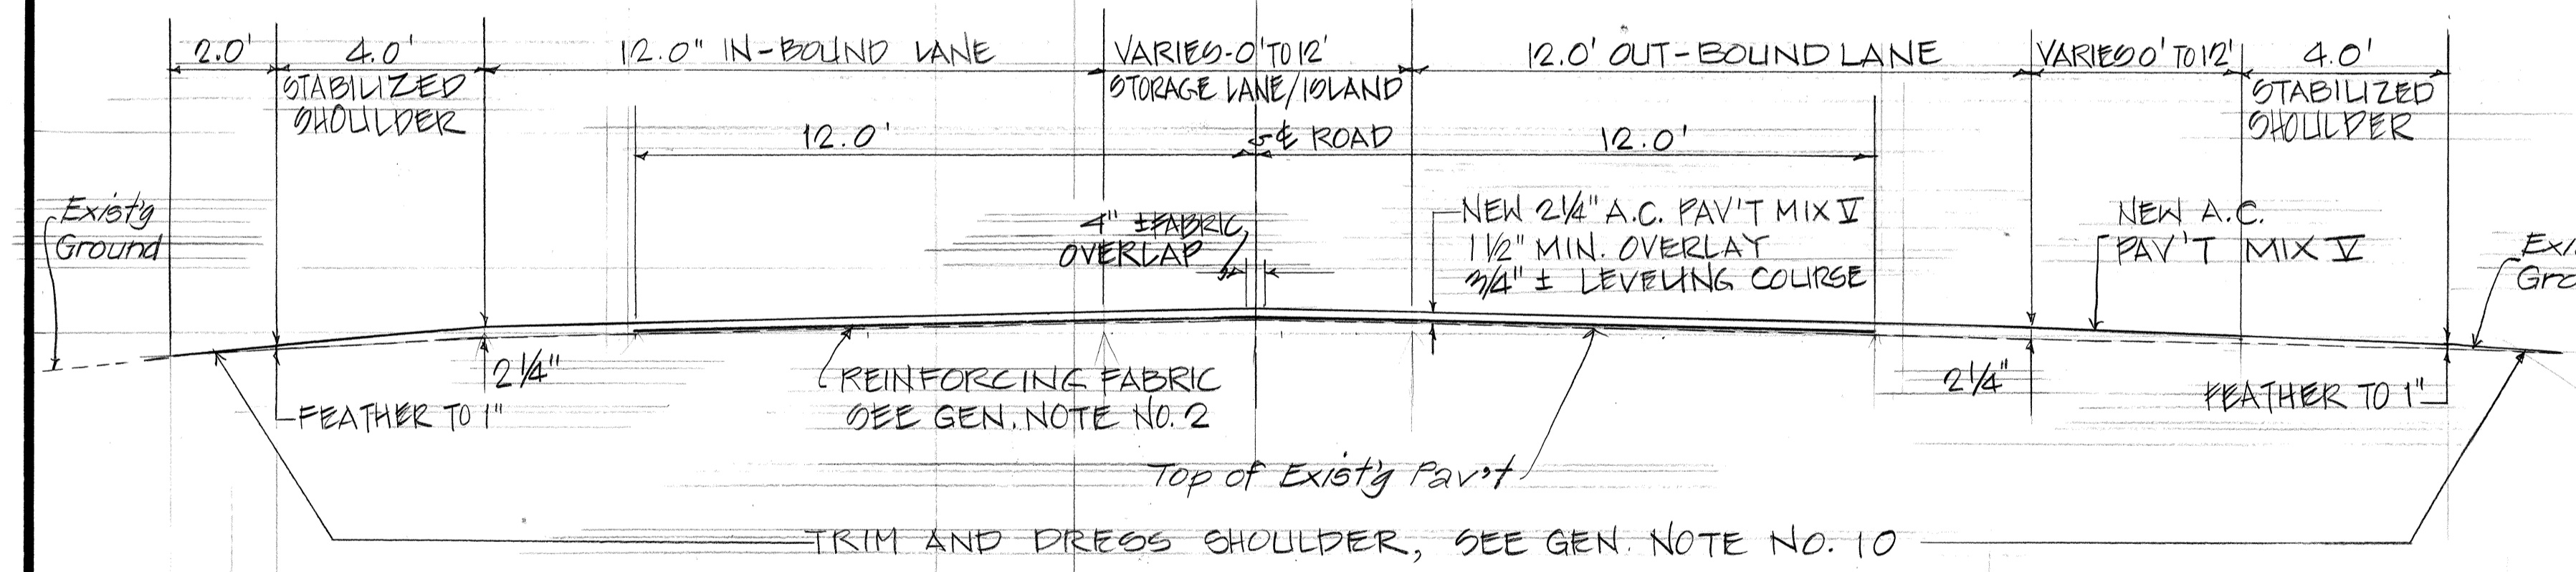 2.0'
4.0'
STABILIZED
SHOULDER
12.0" IN-BOUND LANE
VARIES-0'TO12'
STORAGE LANE/ISLAND
12.0' OUT-BOUND LANE
VARIES 0' TO 12'
4.0'
STABILIZED
SHOULDER
12.0'
℄ ROAD
12.0'
Exist'g
Ground
4" ±FABRIC
OVERLAP
NEW 2¼" A.C. PAV'T MIX V
1½" MIN. OVERLAY
3/4" ± LEVELING COURSE
NEW A.C.
PAV'T MIX V
2¼"
FEATHER TO 1"
REINFORCING FABRIC
SEE GEN. NOTE NO. 2
2¼"
FEATHER TO 1"
Top of Exist'g Pav't
TRIM AND DRESS SHOULDER, SEE GEN. NOTE NO. 10